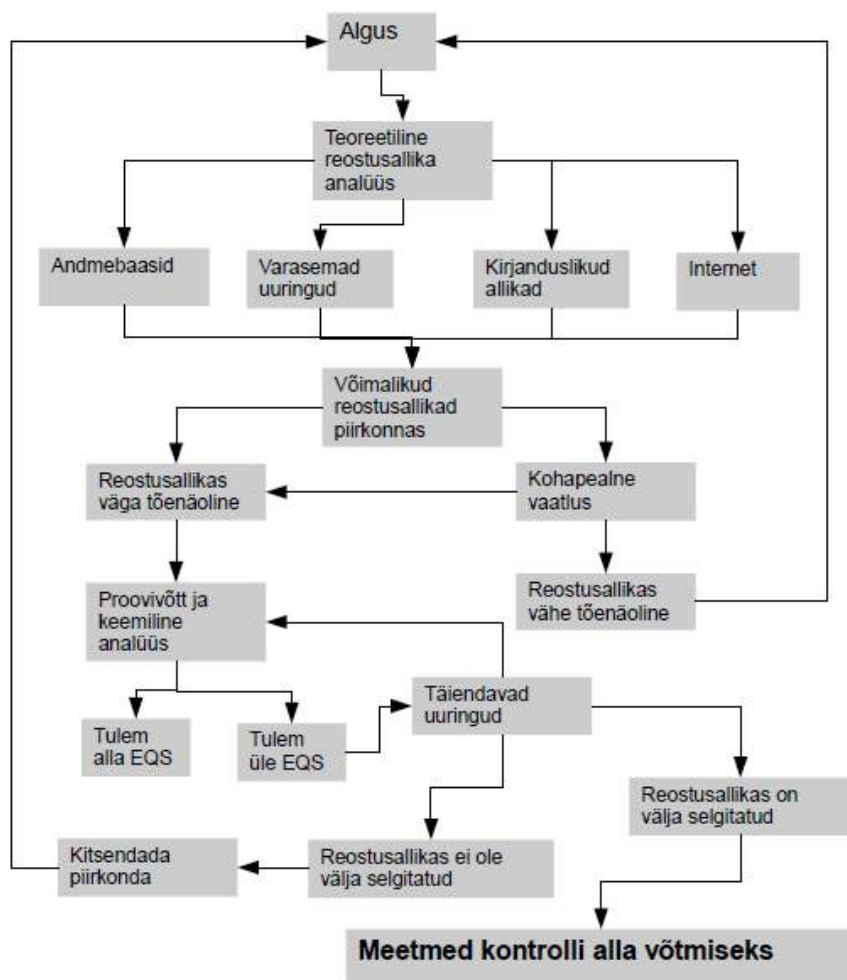 Algus
Teoreetiline
reostusallika
analüüs
Andmebaasid
Varasemad
uuringud
Kirjanduslikud
allikad
Internet
Võimalikud
reostusallikad
piirkonnas
Reostusallikas
väga tõenäoline
Kohapealne
vaatlus
Proovivõtt ja
keemiline
analüüs
Reostusallikas
vähe tõenäoline
Täiendavad
uuringud
Tulem
alla EQS
Tulem
üle EQS
Reostusallikas on
välja selgitatud
Kitsendada
piirkonda
Reostusallikas ei ole
välja selgitatud
Meetmed kontrolli alla võtmiseks